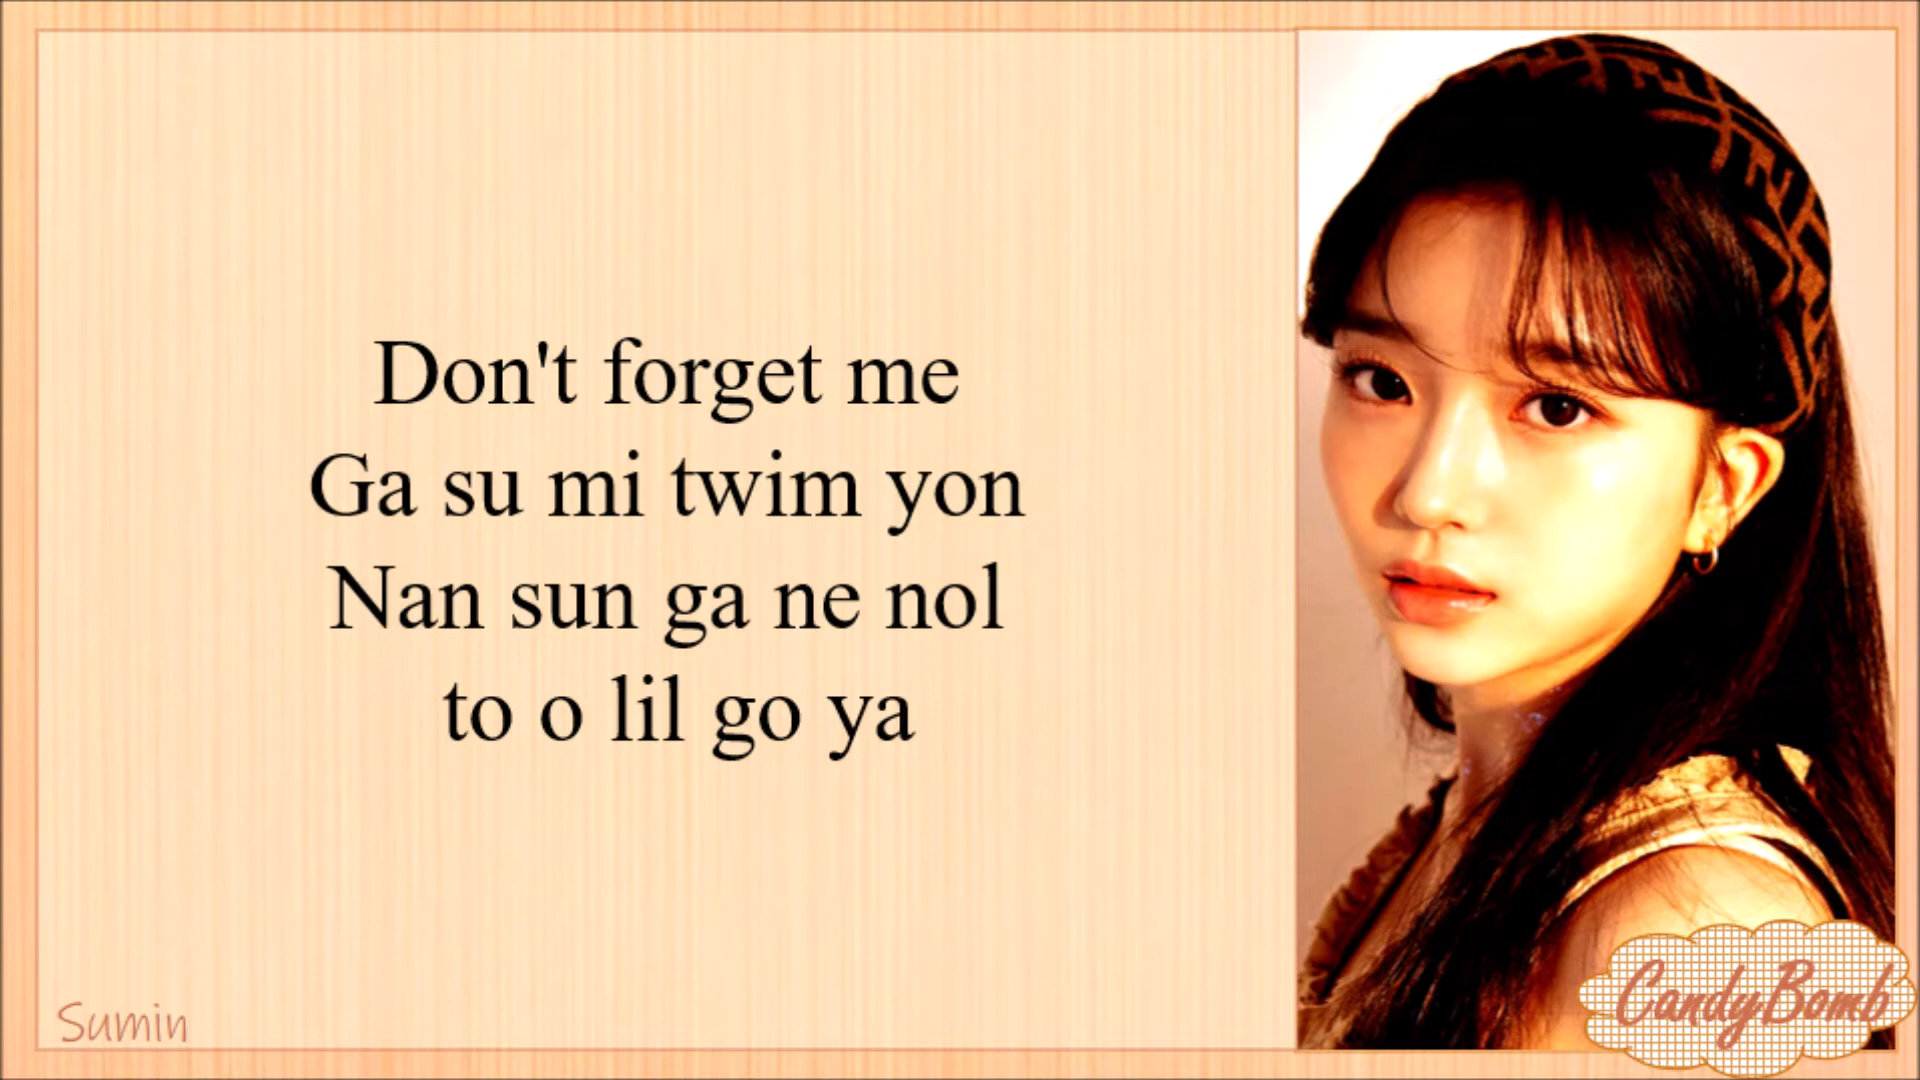 Don't forget me
Ga su mi twim yon
Nan sun ga ne nol
to o lil go ya
Sumin
CandyBomb